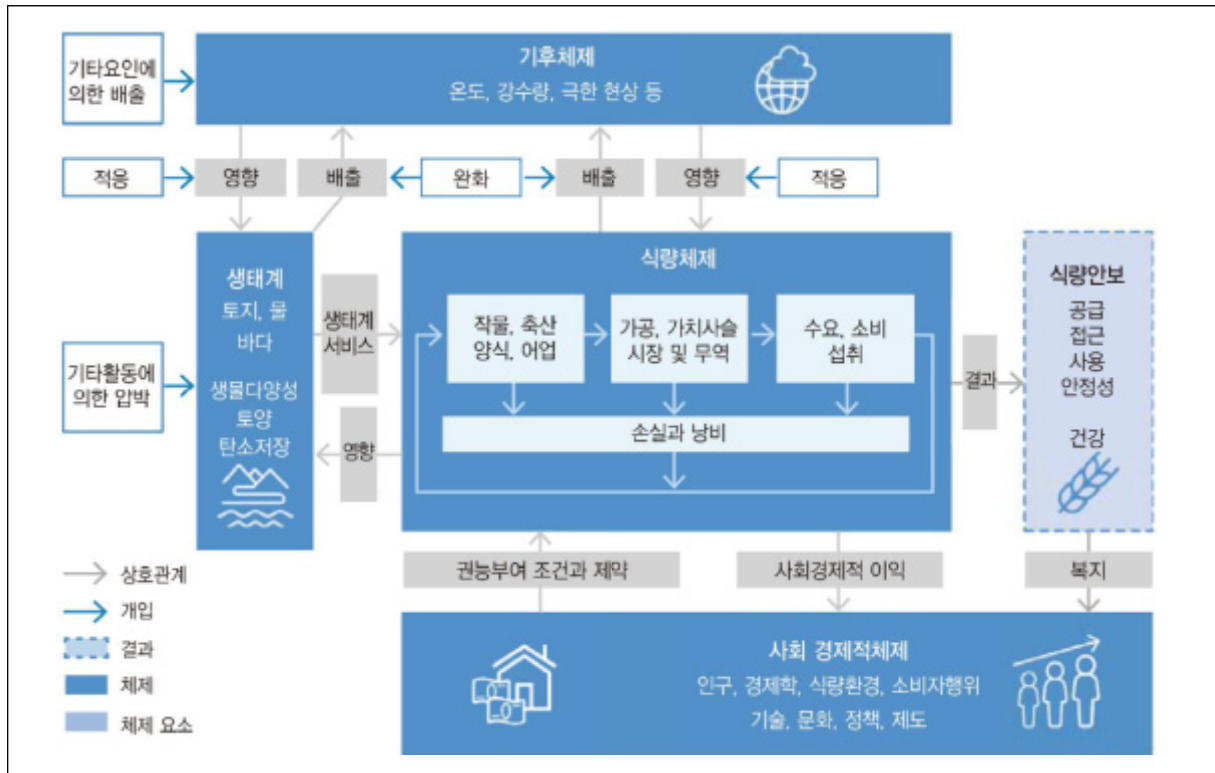 기타요인에
의한 배출
기후체제
온도, 강수량, 극한 현상 등
적응
영향
배출
완화
배출
영향
적응
기타활동에
의한 압박
생태계
토지, 물
바다
생물다양성
토양
탄소저장
생태계
서비스
영향
식량체제
작물, 축산
양식, 어업
가공, 가치사슬
시장 및 무역
수요, 소비
섭취
손실과 낭비
결과
식량안보
공급
접근
사용
안정성
건강
권능부여 조건과 제약
사회경제적 이익
복지
사회 경제적체제
인구, 경제학, 식량환경, 소비자행위
기술, 문화, 정책, 제도
상호관계
개입
결과
체제
체제 요소